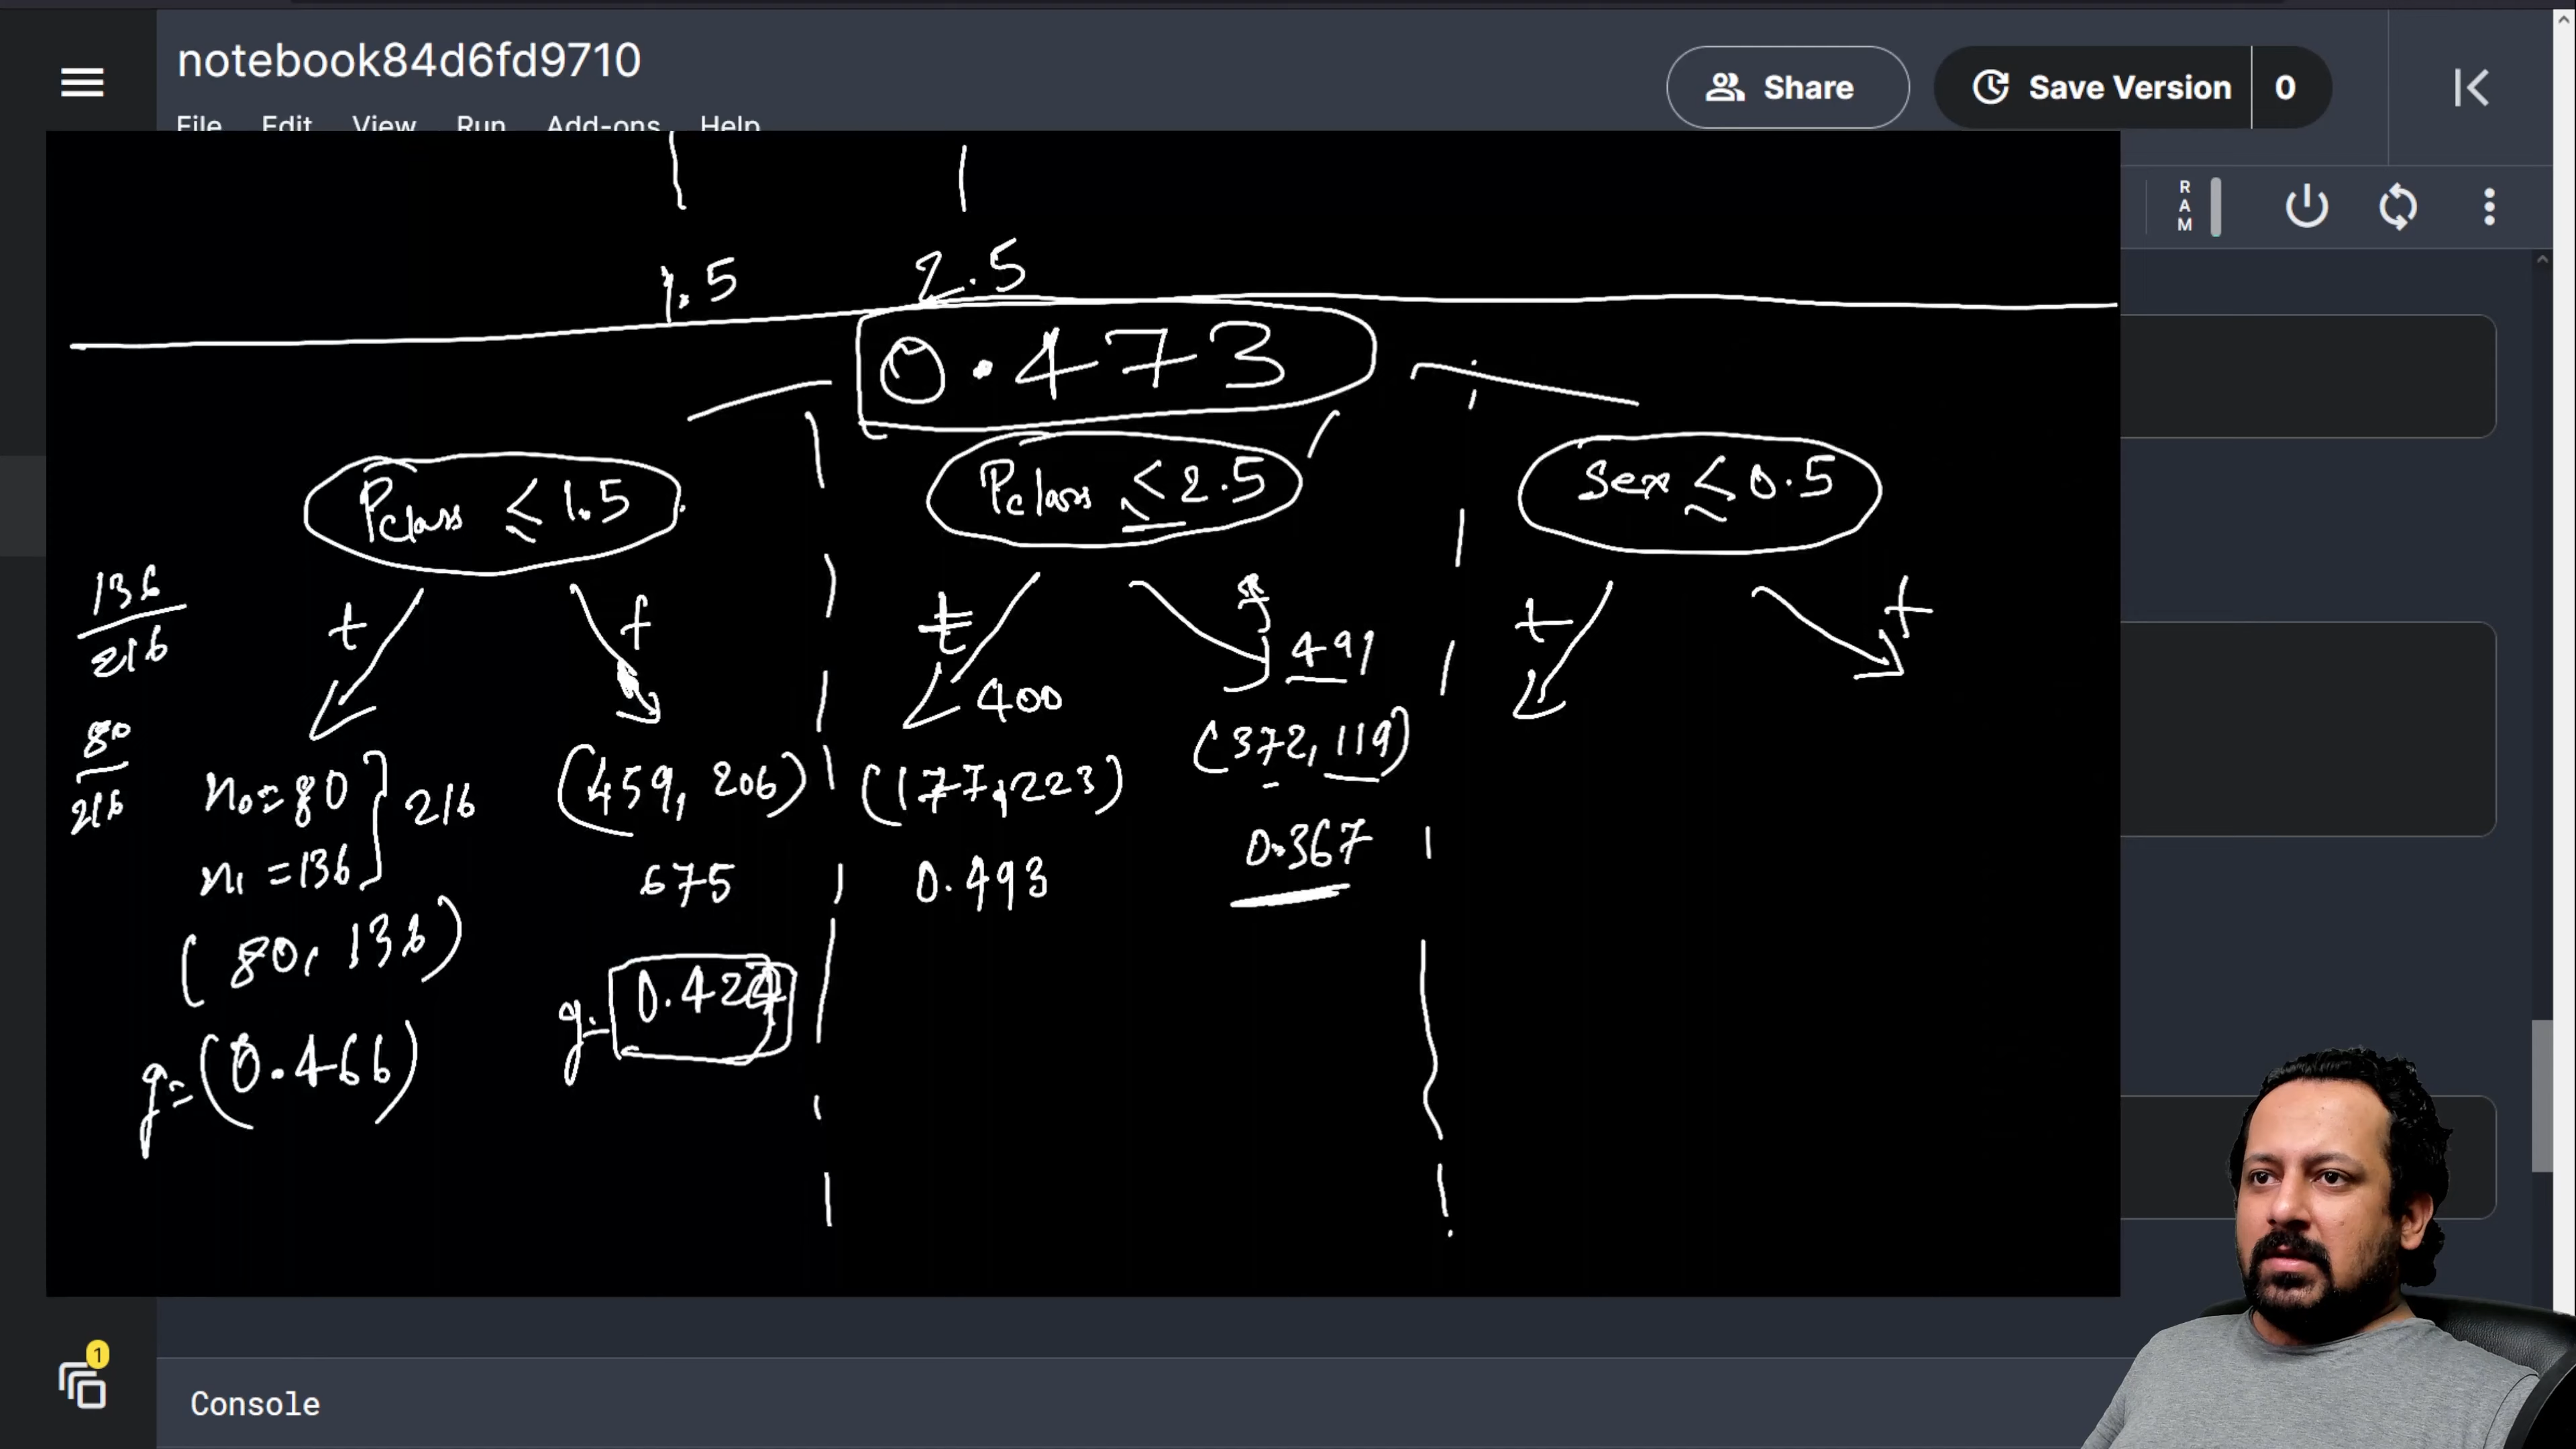 notebook84d6fd9710
File Edit View Run Add-ons Help
Share
Save Version 0
RAM
1.5 2.5
0.473
Pclass ≤ 1.5
Pclass ≤ 2.5
Sex ≤ 0.5
136/216
t f
t f
t f
491
400
80/216
n0=80
n1=136
} 216
(459, 206)
(177, 223)
(372, 119)
675
0.493
0.367
(80, 136)
g=(0.466)
g= 0.424
1
Console